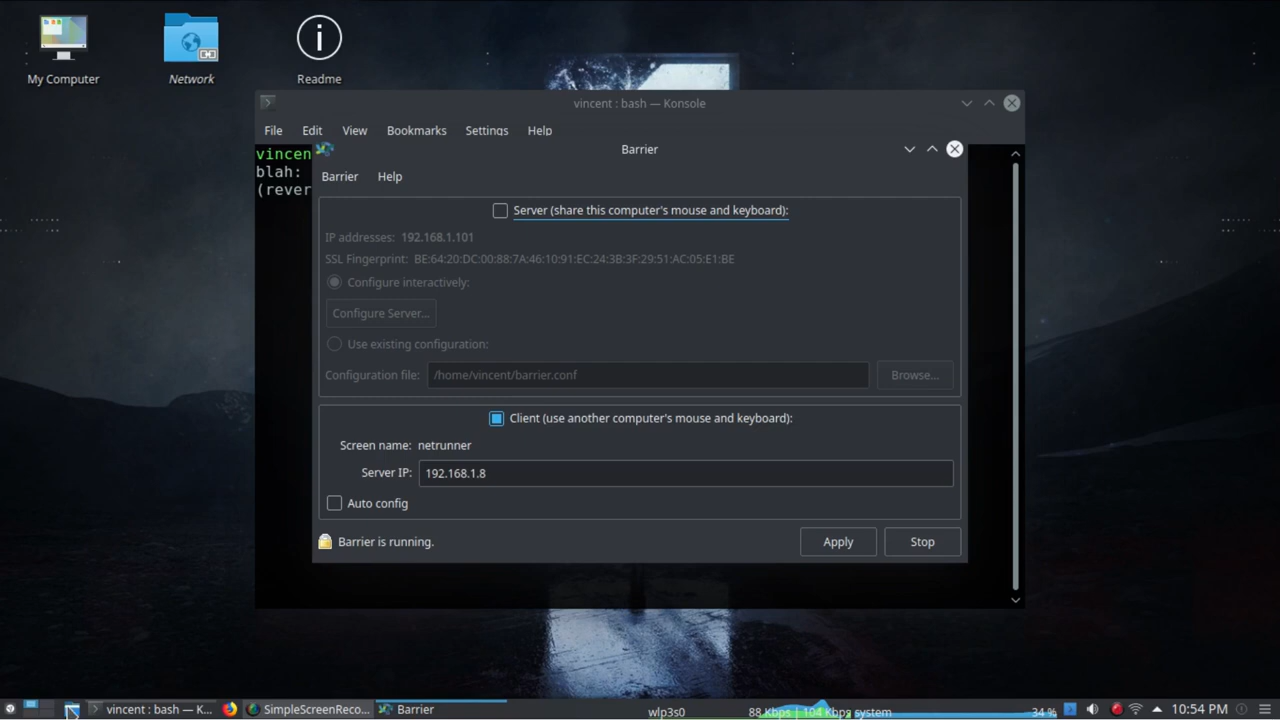 My Computer
Network
Readme
vincent : bash — Konsole
File Edit View Bookmarks Settings Help
vincen
blah:
(rever
Barrier
Barrier Help
Server (share this computer's mouse and keyboard):
IP addresses: 192.168.1.101
SSL Fingerprint: BE:64:20:DC:00:88:7A:46:10:91:EC:24:3B:3F:29:51:AC:05:E1:BE
Configure interactively:
Configure Server...
Use existing configuration:
Configuration file: /home/vincent/barrier.conf Browse...
Client (use another computer's mouse and keyboard):
Screen name: netrunner
Server IP: 192.168.1.8
Auto config
Barrier is running. Apply Stop
vincent : bash — K... SimpleScreenReco... Barrier wlp3s0 88 Kbps 104 Kbps system 34 % 10:54 PM